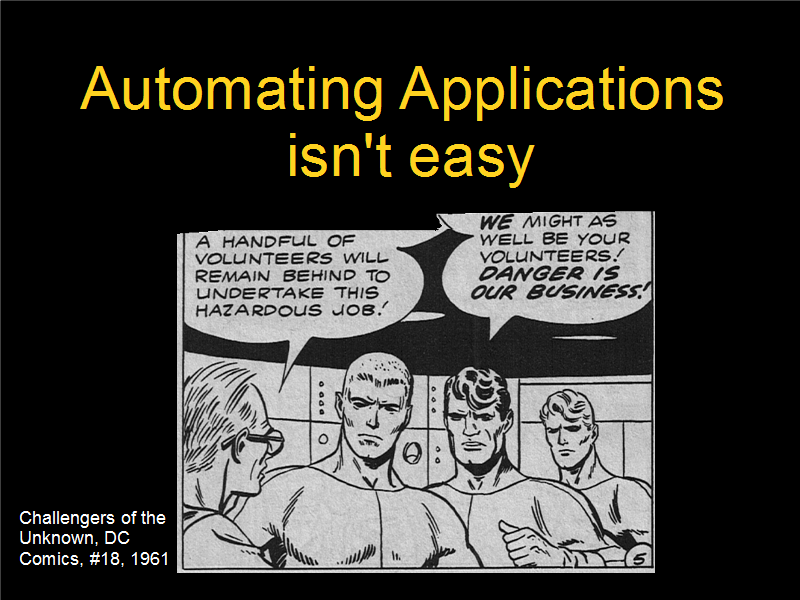 Automating Applications
isn't easy
A HANDFUL OF
VOLUNTEERS WILL
REMAIN BEHIND TO
UNDERTAKE THIS
HAZARDOUS JOB!
WE MIGHT AS
WELL BE YOUR
VOLUNTEERS!
DANGER IS
OUR BUSINESS!
5
Challengers of the
Unknown, DC
Comics, #18, 1961